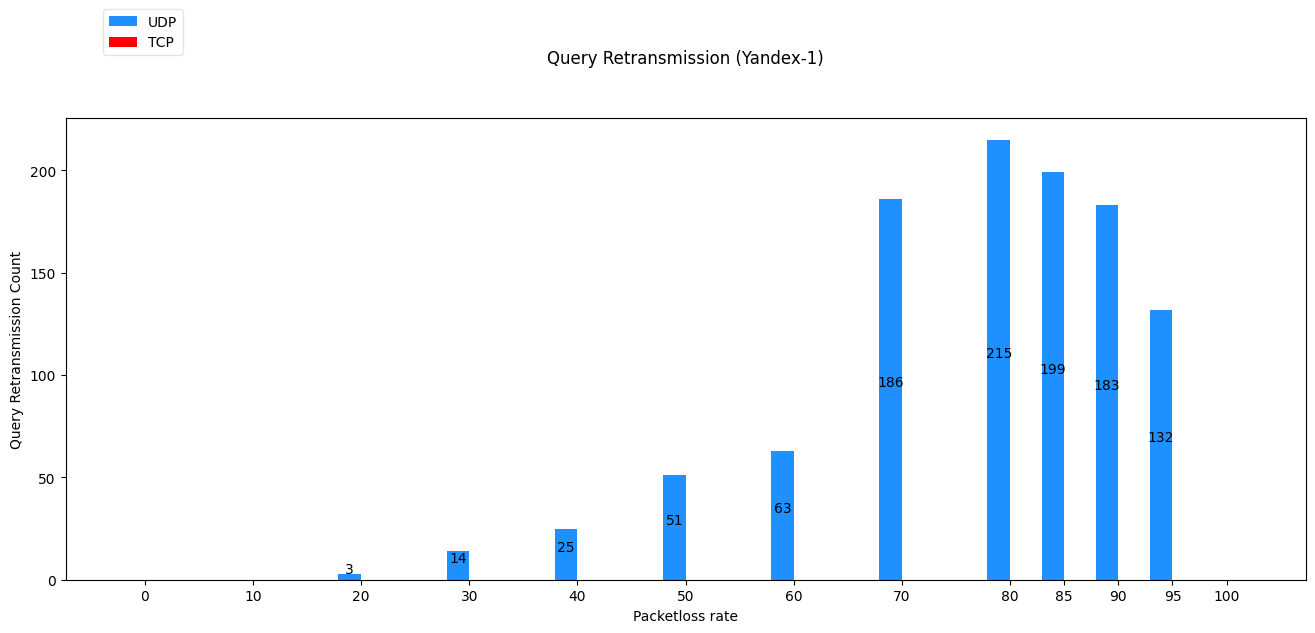 UDP
TCP
Query Retransmission (Yandex-1)
Query Retransmission Count
200
150
100
50
0
3
14
25
51
63
186
215
199
183
132
0 10 20 30 40 50 60 70 80 85 90 95 100
Packetloss rate